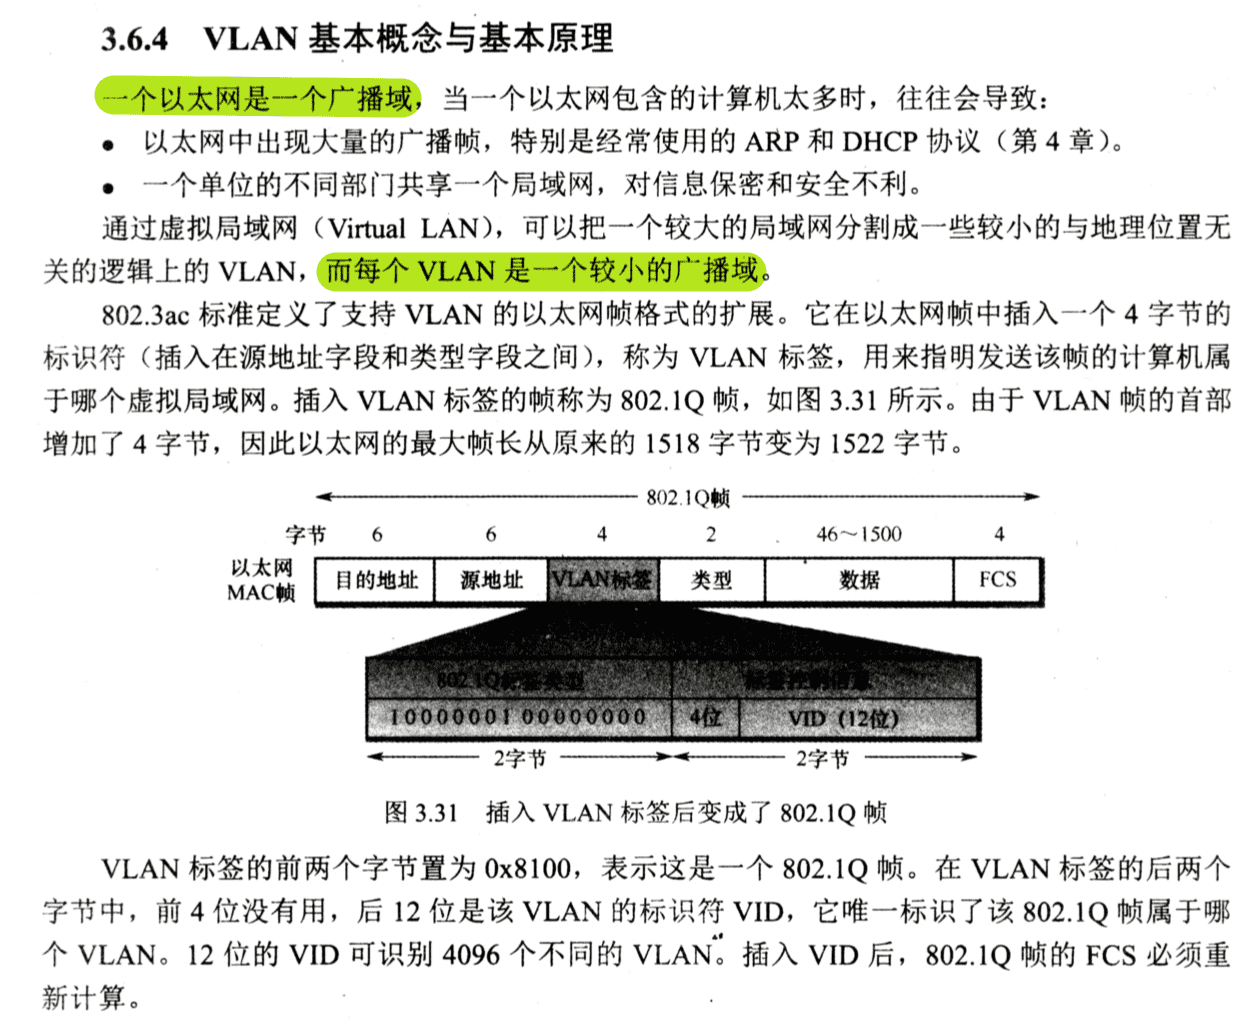 3.6.4 VLAN 基本概念与基本原理
一个以太网是一个广播域，当一个以太网包含的计算机太多时，往往会导致：
● 以太网中出现大量的广播帧，特别是经常使用的 ARP 和 DHCP 协议（第 4 章）。
● 一个单位的不同部门共享一个局域网，对信息保密和安全不利。
通过虚拟局域网（Virtual LAN），可以把一个较大的局域网分割成一些较小的与地理位置无
关的逻辑上的 VLAN，而每个 VLAN 是一个较小的广播域。
802.3ac 标准定义了支持 VLAN 的以太网帧格式的扩展。它在以太网帧中插入一个 4 字节的
标识符（插入在源地址字段和类型字段之间），称为 VLAN 标签，用来指明发送该帧的计算机属
于哪个虚拟局域网。插入 VLAN 标签的帧称为 802.1Q 帧，如图 3.31 所示。由于 VLAN 帧的首部
增加了 4 字节，因此以太网的最大帧长从原来的 1518 字节变为 1522 字节。
802.1Q帧
字节 6 6 4 2 46～1500 4
以太网
MAC帧
目的地址 源地址 VLAN标签 类型 数据 FCS
802.1Q标签类型 标签控制信息
1 0 0 0 0 0 0 1 0 0 0 0 0 0 0 0 4位 VID（12位）
2字节 2字节
图 3.31 插入 VLAN 标签后变成了 802.1Q 帧
VLAN 标签的前两个字节置为 0x8100，表示这是一个 802.1Q 帧。在 VLAN 标签的后两个
字节中，前 4 位没有用，后 12 位是该 VLAN 的标识符 VID，它唯一标识了该 802.1Q 帧属于哪
个 VLAN。12 位的 VID 可识别 4096 个不同的 VLAN。插入 VID 后，802.1Q 帧的 FCS 必须重
新计算。